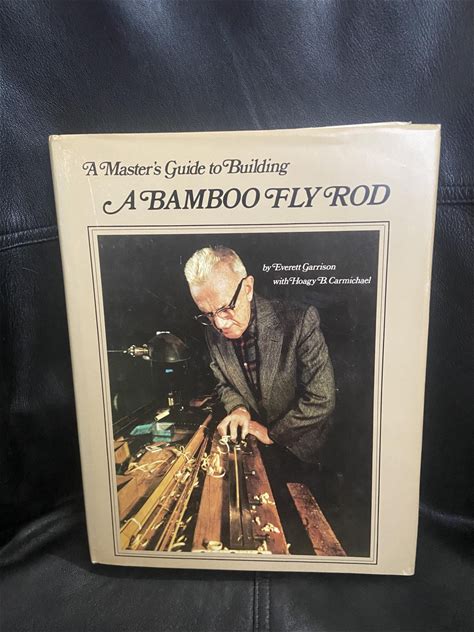 A Master's Guide to Building
A BAMBOO FLY ROD
by Everett Garrison
with Hoagy B. Carmichael